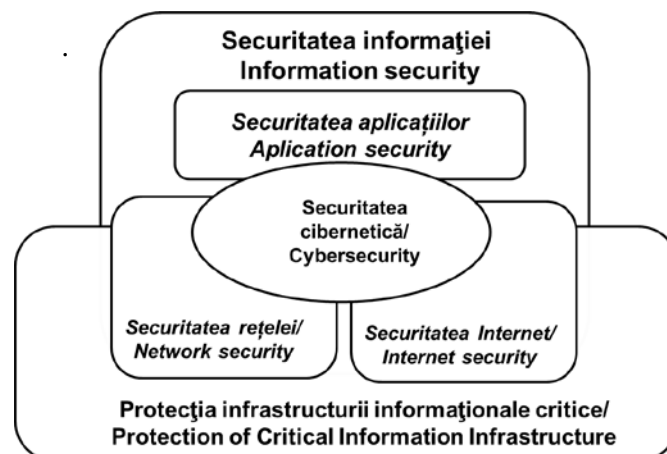 Securitatea informaţiei
Information security
Securitatea aplicațiilor
Aplication security
Securitatea
cibernetică/
Cybersecurity
Securitatea rețelei/
Network security
Securitatea Internet/
Internet security
Protecţia infrastructurii informaţionale critice/
Protection of Critical Information Infrastructure